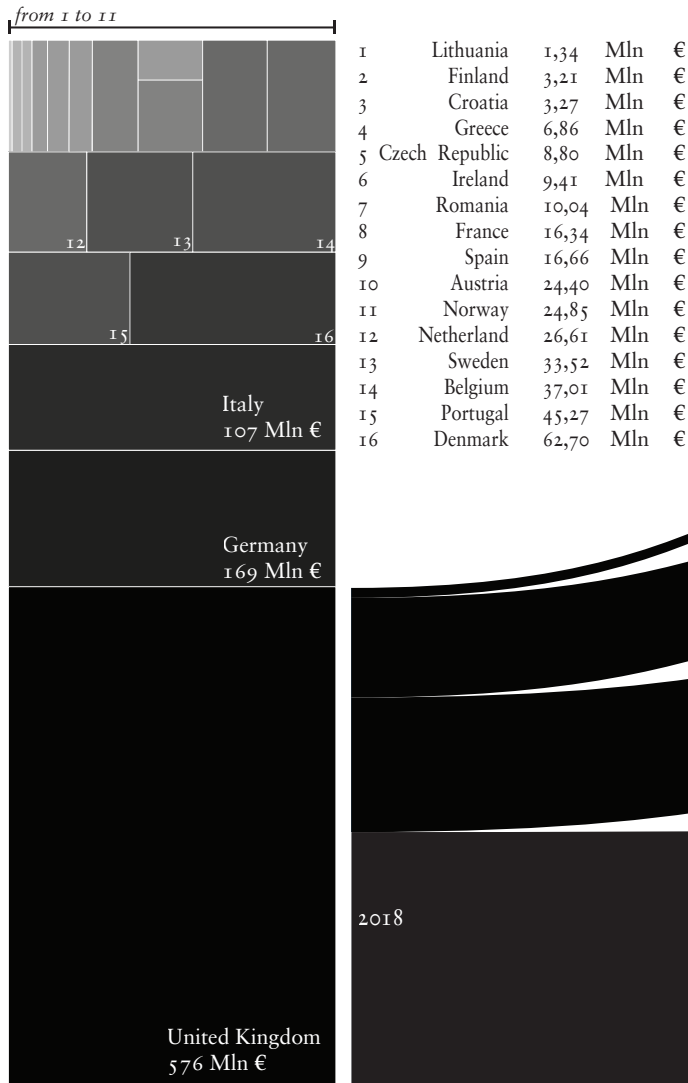 from 1 to 11
1 Lithuania 1,34 Mln €
2 Finland 3,21 Mln €
3 Croatia 3,27 Mln €
4 Greece 6,86 Mln €
5 Czech Republic 8,80 Mln €
6 Ireland 9,41 Mln €
7 Romania 10,04 Mln €
8 France 16,34 Mln €
9 Spain 16,66 Mln €
10 Austria 24,40 Mln €
11 Norway 24,85 Mln €
12 Netherland 26,61 Mln €
13 Sweden 33,52 Mln €
14 Belgium 37,01 Mln €
15 Portugal 45,27 Mln €
16 Denmark 62,70 Mln €
12 13 14
15 16
Italy
107 Mln €
Germany
169 Mln €
2018
United Kingdom
576 Mln €